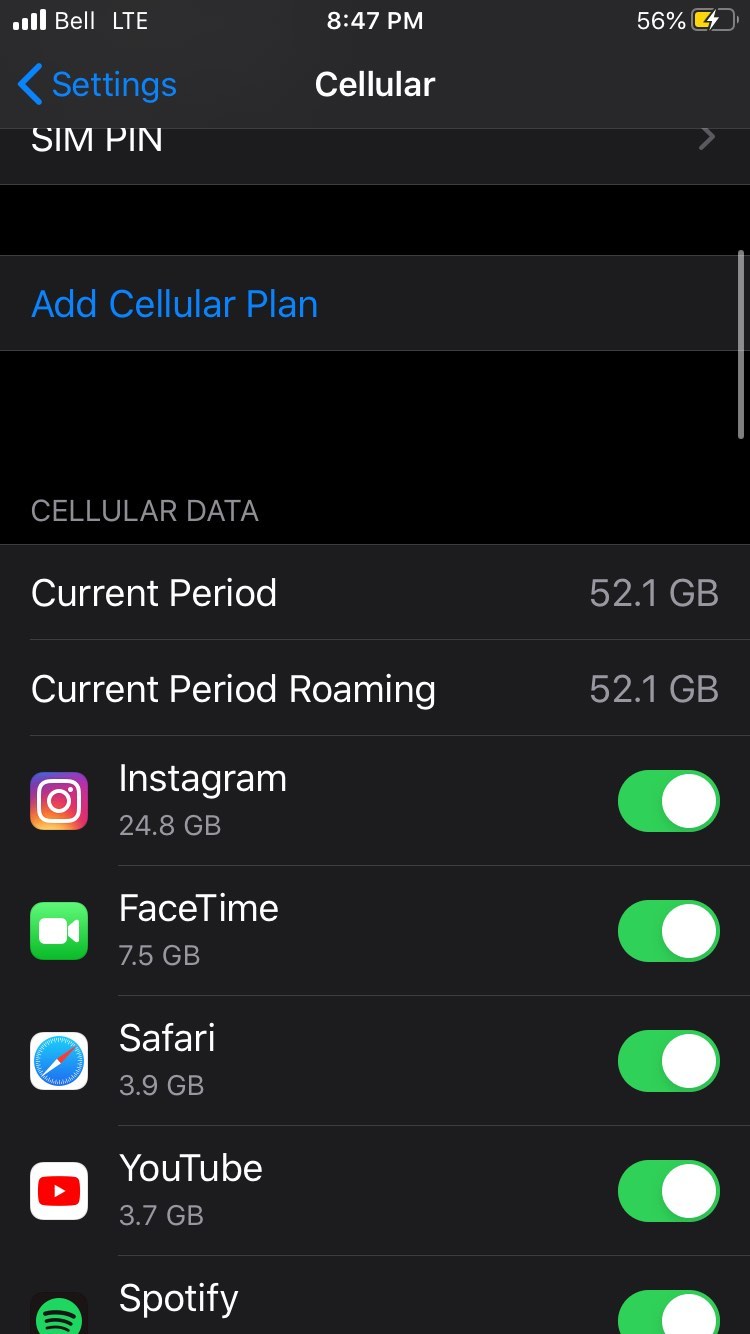 Bell LTE 8:47 PM 56%
Settings Cellular
SIM PIN
Add Cellular Plan
CELLULAR DATA
Current Period 52.1 GB
Current Period Roaming 52.1 GB
Instagram
24.8 GB
FaceTime
7.5 GB
Safari
3.9 GB
YouTube
3.7 GB
Spotify